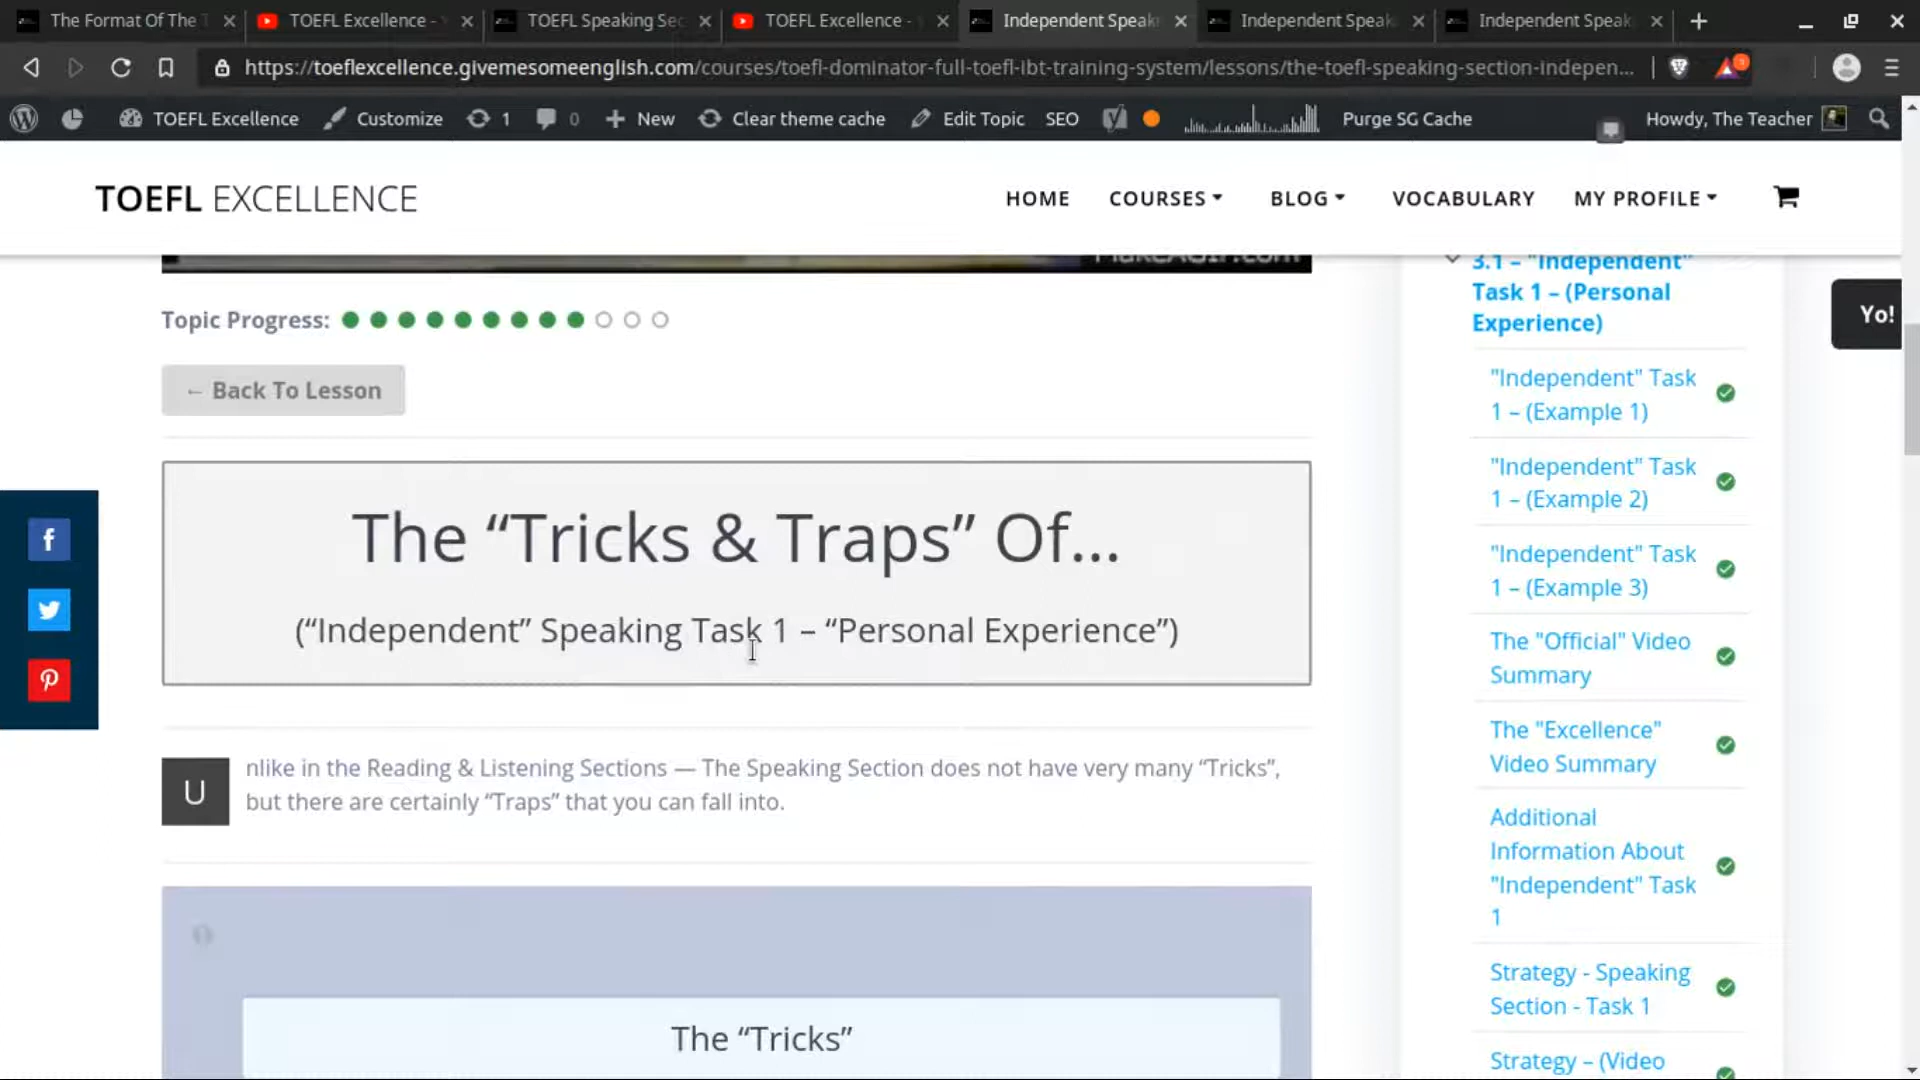 The Format Of The T
TOEFL Excellence -
TOEFL Speaking Sec
TOEFL Excellence -
Independent Speak
Independent Speak
Independent Speak
https://toeflexcellence.givemesomeenglish.com/courses/toefl-dominator-full-toefl-ibt-training-system/lessons/the-toefl-speaking-section-indepen...
TOEFL Excellence
Customize
1
0
New
Clear theme cache
Edit Topic
SEO
Purge SG Cache
Howdy, The Teacher
TOEFL EXCELLENCE
HOME
COURSES
BLOG
VOCABULARY
MY PROFILE
MakeAGif.com
Topic Progress:
← Back To Lesson
The “Tricks & Traps” Of...
(“Independent” Speaking Task 1 – “Personal Experience”)
Unlike in the Reading & Listening Sections — The Speaking Section does not have very many “Tricks”,
but there are certainly “Traps” that you can fall into.
The “Tricks”
3.1 – "Independent"
Task 1 – (Personal
Experience)
"Independent" Task
1 – (Example 1)
"Independent" Task
1 – (Example 2)
"Independent" Task
1 – (Example 3)
The "Official" Video
Summary
The "Excellence"
Video Summary
Additional
Information About
"Independent" Task
1
Strategy - Speaking
Section - Task 1
Strategy – (Video
Yo!